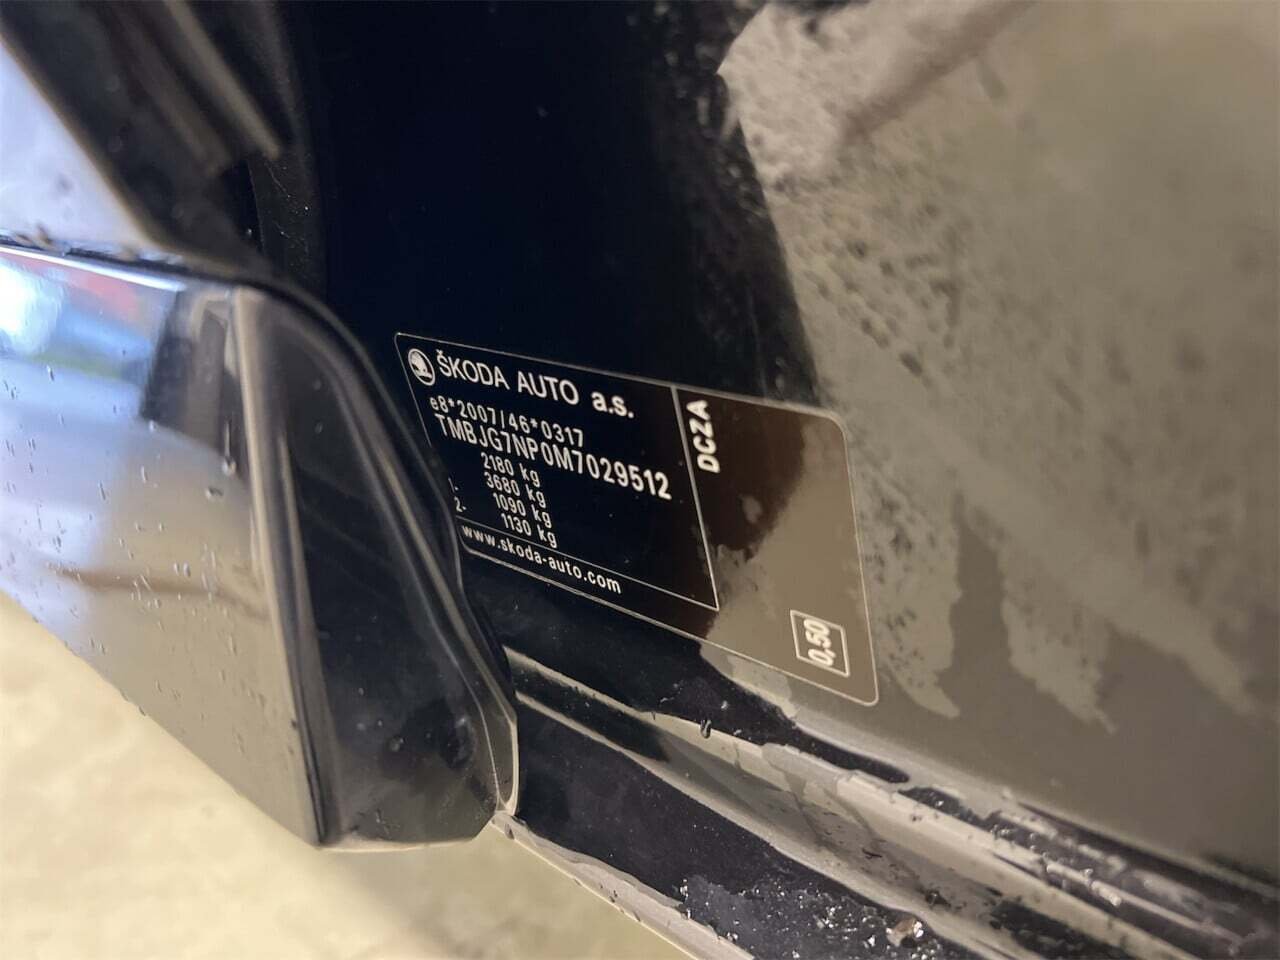 ŠKODA AUTO a.s.
e8*2007/46*0317
TMBJG7NP0M7029512
2180 kg
3680 kg
1- 1090 kg
2- 1130 kg
www.skoda-auto.com
DCZA
0,50